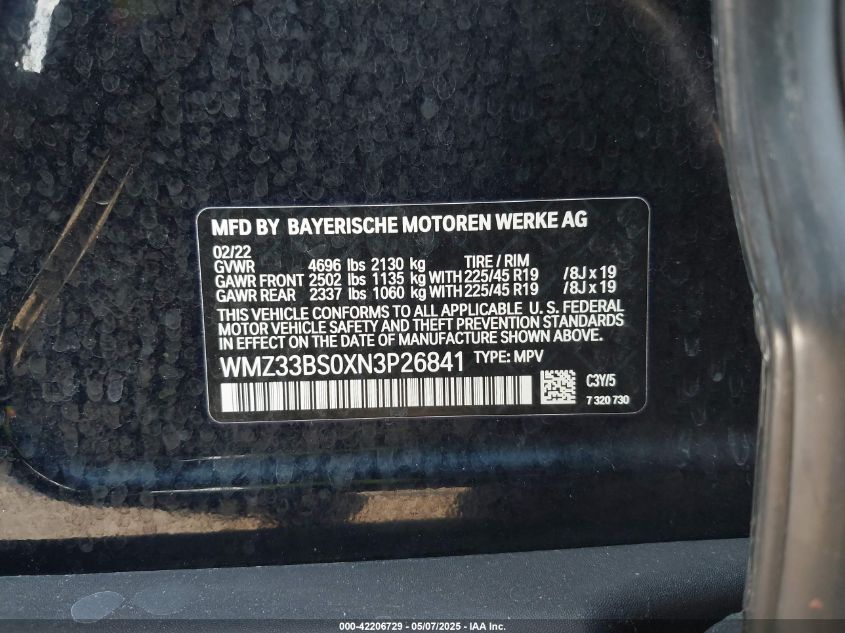 MFD BY BAYERISCHE MOTOREN WERKE AG
02/22
GVWR 4696 lbs 2130 kg TIRE / RIM
GAWR FRONT 2502 lbs 1135 kg WITH 225/45 R19 /8J x 19
GAWR REAR 2337 lbs 1060 kg WITH 225/45 R19 /8J x 19
THIS VEHICLE CONFORMS TO ALL APPLICABLE U. S. FEDERAL
MOTOR VEHICLE SAFETY AND THEFT PREVENTION STANDARDS
IN EFFECT ON THE DATE OF MANUFACTURE SHOWN ABOVE.
WMZ33BS0XN3P26841 TYPE: MPV
C3Y/5
7 320 730
000-42206729 - 05/07/2025 - IAA Inc.